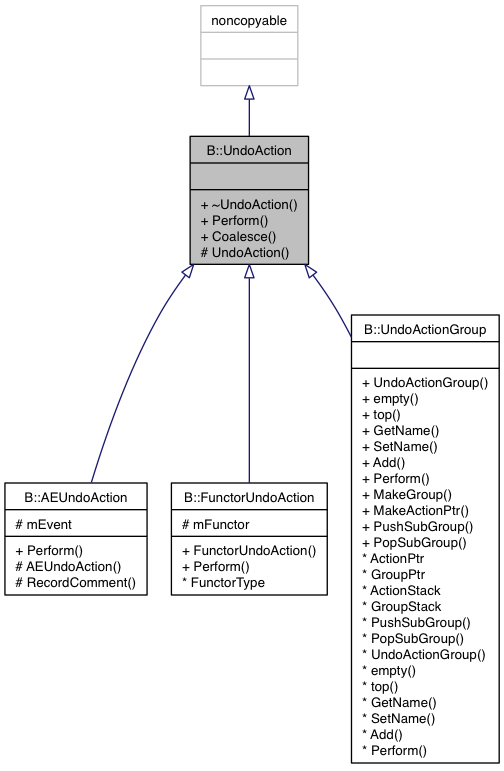 noncopyable
B::UndoAction
+ ~UndoAction()
+ Perform()
+ Coalesce()
# UndoAction()
B::AEUndoAction
# mEvent
+ Perform()
# AEUndoAction()
# RecordComment()
B::FunctorUndoAction
# mFunctor
+ FunctorUndoAction()
+ Perform()
* FunctorType
B::UndoActionGroup
+ UndoActionGroup()
+ empty()
+ top()
+ GetName()
+ SetName()
+ Add()
+ Perform()
+ MakeGroup()
+ MakeActionPtr()
+ PushSubGroup()
+ PopSubGroup()
* ActionPtr
* GroupPtr
* ActionStack
* GroupStack
* PushSubGroup()
* PopSubGroup()
* UndoActionGroup()
* empty()
* top()
* GetName()
* SetName()
* Add()
* Perform()